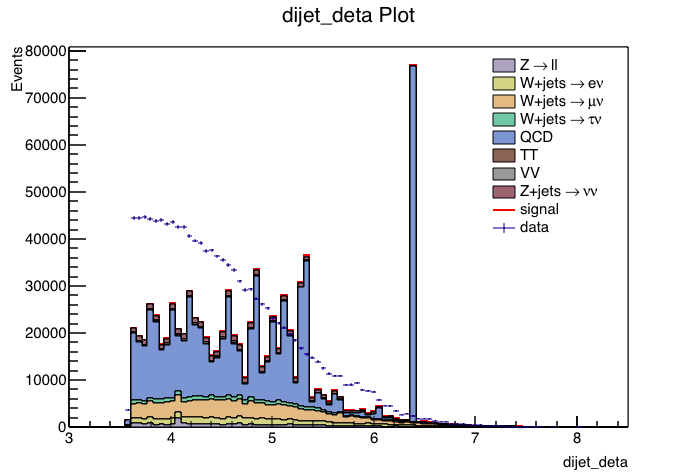 dijet_deta Plot
Events
80000
70000
60000
50000
40000
30000
20000
10000
0
Z → ll
W+jets → eν
W+jets → μν
W+jets → τν
QCD
TT
VV
Z+jets → νν
signal
data
3 4 5 6 7 8
dijet_deta